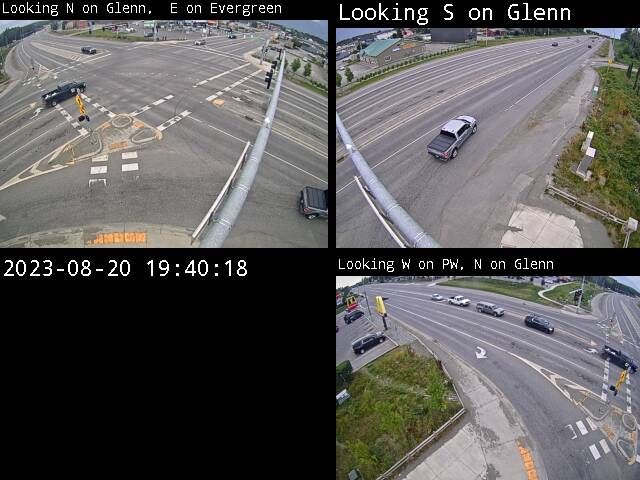 Looking N on Glenn,  E on Evergreen
Looking S on Glenn
2023-08-20 19:40:18
Looking W on PW, N on Glenn